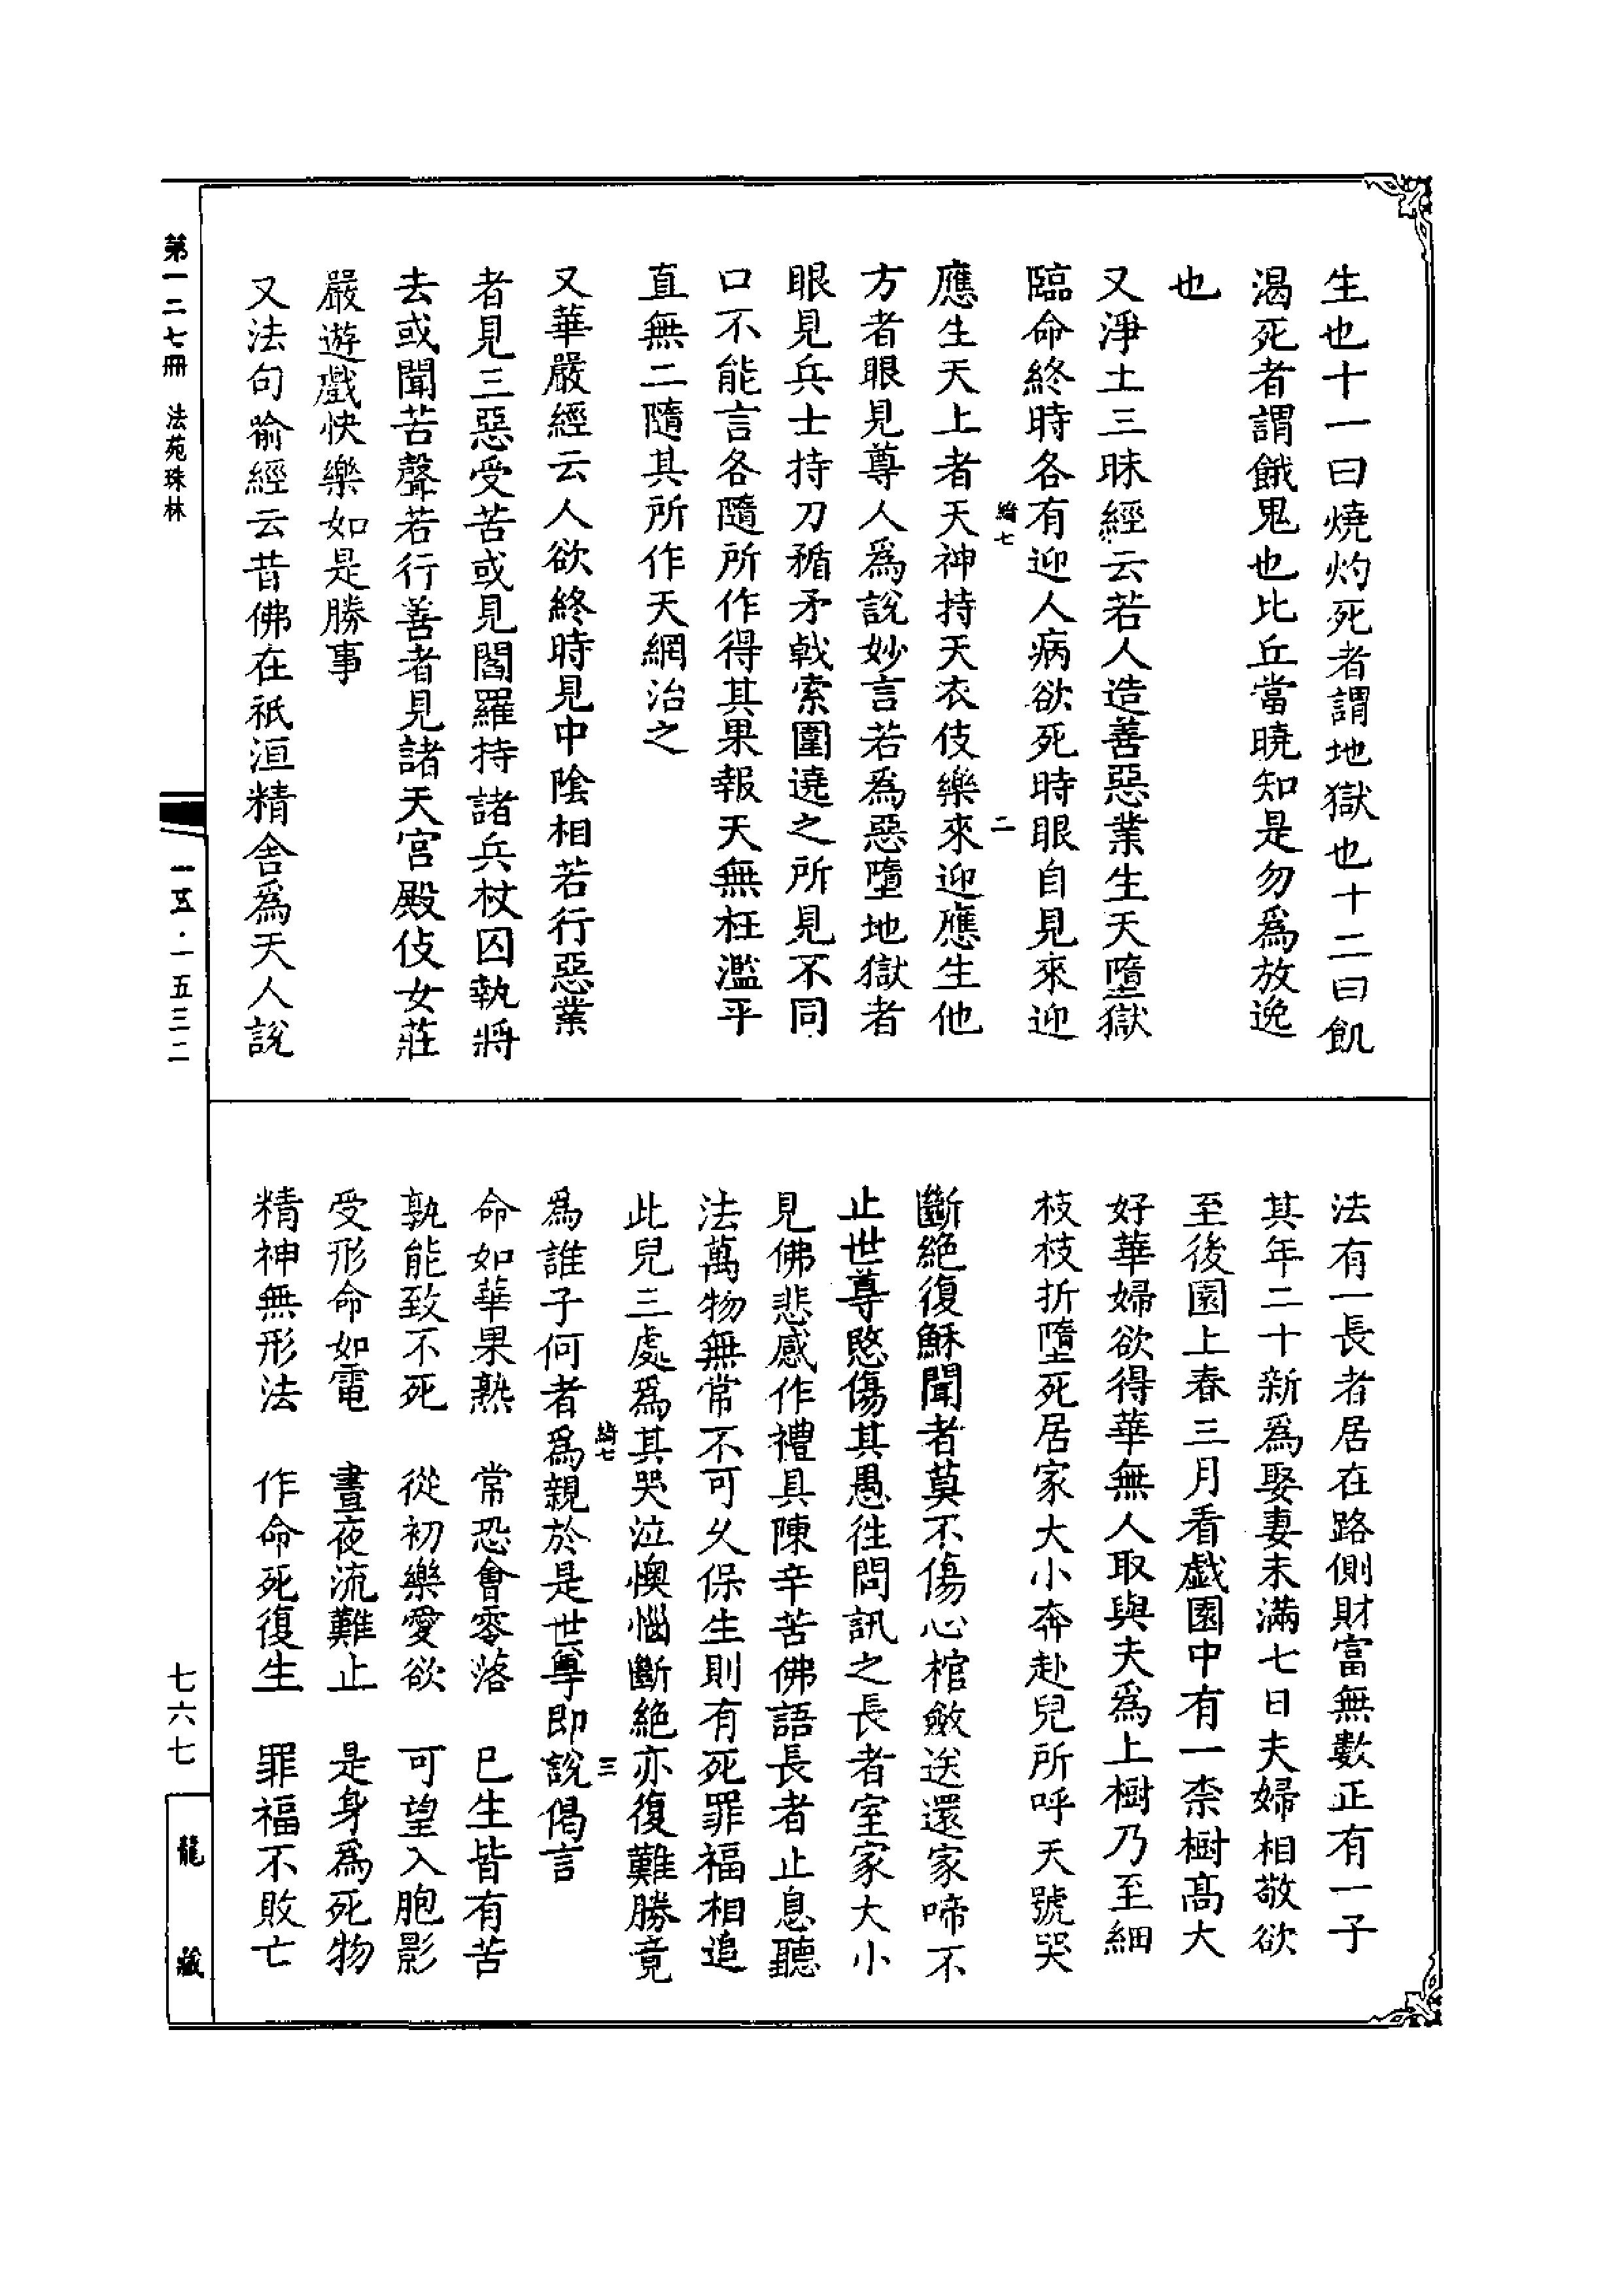 生也十一曰燒灼死者謂地獄也十二曰飢
渴死者謂餓鬼也比丘當曉知是勿爲放逸
也
又淨土三昧經云若人造善惡業生天墮獄
臨命終時各有迎人病欲死時眼自見來迎
綺七
二
應生天上者天神持天衣伎樂來迎應生他
方者眼見尊人爲說妙言若爲惡墮地獄者
眼見兵士持刀楯矛戟索圍遶之所見不同
口不能言各隨所作得其果報天無枉濫平
直無二隨其所作天網治之
又華嚴經云人欲終時見中陰相若行惡業
者見三惡受苦或見閻羅持諸兵杖囚執將
去或聞苦聲若行善者見諸天宮殿伎女莊
嚴遊戲快樂如是勝事
又法句喻經云昔佛在祇洹精舍爲天人說
法有一長者居在路側財富無數正有一子
其年二十新爲娶妻未滿七日夫婦相敬欲
至後園上春三月看戲園中有一柰樹高大
好華婦欲得華無人取與夫爲上樹乃至細
枝枝折墮死居家大小奔赴兒所呼天號哭
斷絕復穌聞者莫不傷心棺斂送還家啼不
止世尊愍傷其愚往問訊之長者室家大小
見佛悲感作禮具陳辛苦佛語長者止息聽
法萬物無常不可久保生則有死罪福相追
此兒三處爲其哭泣懊惱斷絕亦復難勝竟
綺七
三
爲誰子何者爲親於是世尊即說偈言
命如華果熟　常恐會零落　已生皆有苦
孰能致不死　從初樂愛欲　可望入胞影
受形命如電　晝夜流難止　是身爲死物
精神無形法　作命死復生　罪福不敗亡
第一二七冊　法苑珠林
一五·一五三二
七六七
龍藏